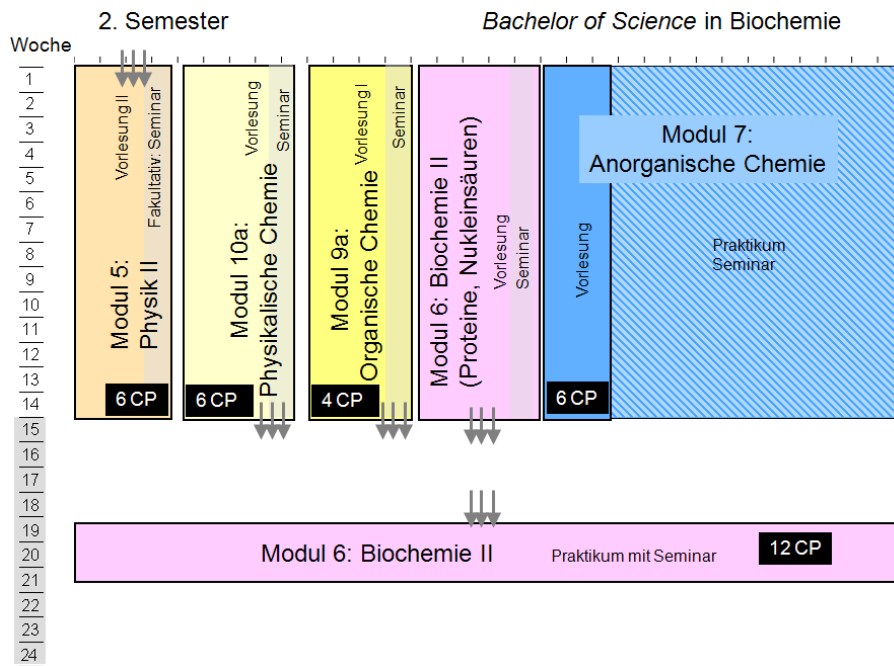 2. Semester
Bachelor of Science in Biochemie
Woche
1
2
3
4
5
6
7
8
9
10
11
12
13
14
15
16
17
18
19
20
21
22
23
24
Modul 5:
Physik II
Vorlesung II
Fakultativ: Seminar
6 CP
Modul 10a:
Physikalische Chemie
Vorlesung
Seminar
6 CP
Modul 9a:
Organische Chemie
Vorlesung I
Seminar
4 CP
Modul 6: Biochemie II
(Proteine, Nukleinsäuren)
Vorlesung
Seminar
Modul 7:
Anorganische Chemie
Vorlesung
6 CP
Praktikum
Seminar
Modul 6: Biochemie II
Praktikum mit Seminar
12 CP